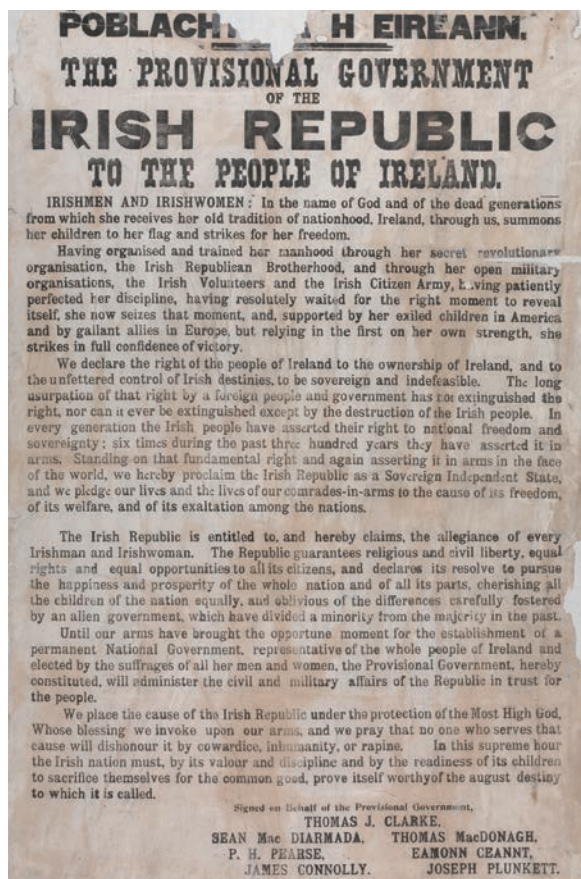 POBLACH H EIREANN.
THE PROVISIONAL GOVERNMENT
OF THE
IRISH REPUBLIC
TO THE PEOPLE OF IRELAND.
IRISHMEN AND IRISHWOMEN: In the name of God and of the dead generations
from which she receives her old tradition of nationhood, Ireland, through us, summons
her children to her flag and strikes for her freedom.
Having organised and trained her manhood through her secret revolutionary
organisation, the Irish Republican Brotherhood, and through her open military
organisations, the Irish Volunteers and the Irish Citizen Army, having patiently
perfected her discipline, having resolutely waited for the right moment to reveal
itself, she now seizes that moment, and, supported by her exiled children in America
and by gallant allies in Europe, but relying in the first on her own strength, she
strikes in full confidence of victory.
We declare the right of the people of Ireland to the ownership of Ireland, and to
the unfettered control of Irish destinies, to be sovereign and indefeasible. The long
usurpation of that right by a foreign people and government has not extinguished the
right, nor can it ever be extinguished except by the destruction of the Irish people. In
every generation the Irish people have asserted their right to national freedom and
sovereignty; six times during the past three hundred years they have asserted it in
arms. Standing on that fundamental right and again asserting it in arms in the face
of the world, we hereby proclaim the Irish Republic as a Sovereign Independent State,
and we pledge our lives and the lives of our comrades-in-arms to the cause of its freedom,
of its welfare, and of its exaltation among the nations.
The Irish Republic is entitled to, and hereby claims, the allegiance of every
Irishman and Irishwoman. The Republic guarantees religious and civil liberty, equal
rights and equal opportunities to all its citizens, and declares its resolve to pursue
the happiness and prosperity of the whole nation and of all its parts, cherishing all
the children of the nation equally, and oblivious of the differences carefully fostered
by an alien government, which have divided a minority from the majority in the past.
Until our arms have brought the opportune moment for the establishment of a
permanent National Government, representative of the whole people of Ireland and
elected by the suffrages of all her men and women, the Provisional Government, hereby
constituted, will administer the civil and military affairs of the Republic in trust for
the people.
We place the cause of the Irish Republic under the protection of the Most High God,
Whose blessing we invoke upon our arms, and we pray that no one who serves that
cause will dishonour it by cowardice, inhumanity, or rapine. In this supreme hour
the Irish nation must, by its valour and discipline and by the readiness of its children
to sacrifice themselves for the common good, prove itself worthy of the august destiny
to which it is called.
Signed on Behalf of the Provisional Government,
THOMAS J. CLARKE,
SEAN Mac DIARMADA, THOMAS MacDONAGH,
P. H. PEARSE, EAMONN CEANNT,
JAMES CONNOLLY. JOSEPH PLUNKETT.